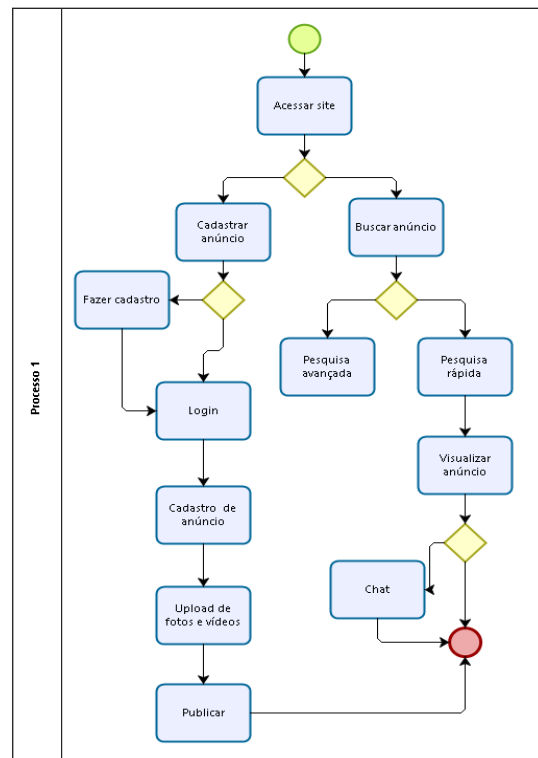 Processo 1
Acessar site
Cadastrar
anúncio
Buscar anúncio
Fazer cadastro
Pesquisa
avançada
Pesquisa
rápida
Login
Visualizar
anúncio
Cadastro de
anúncio
Chat
Upload de
fotos e vídeos
Publicar